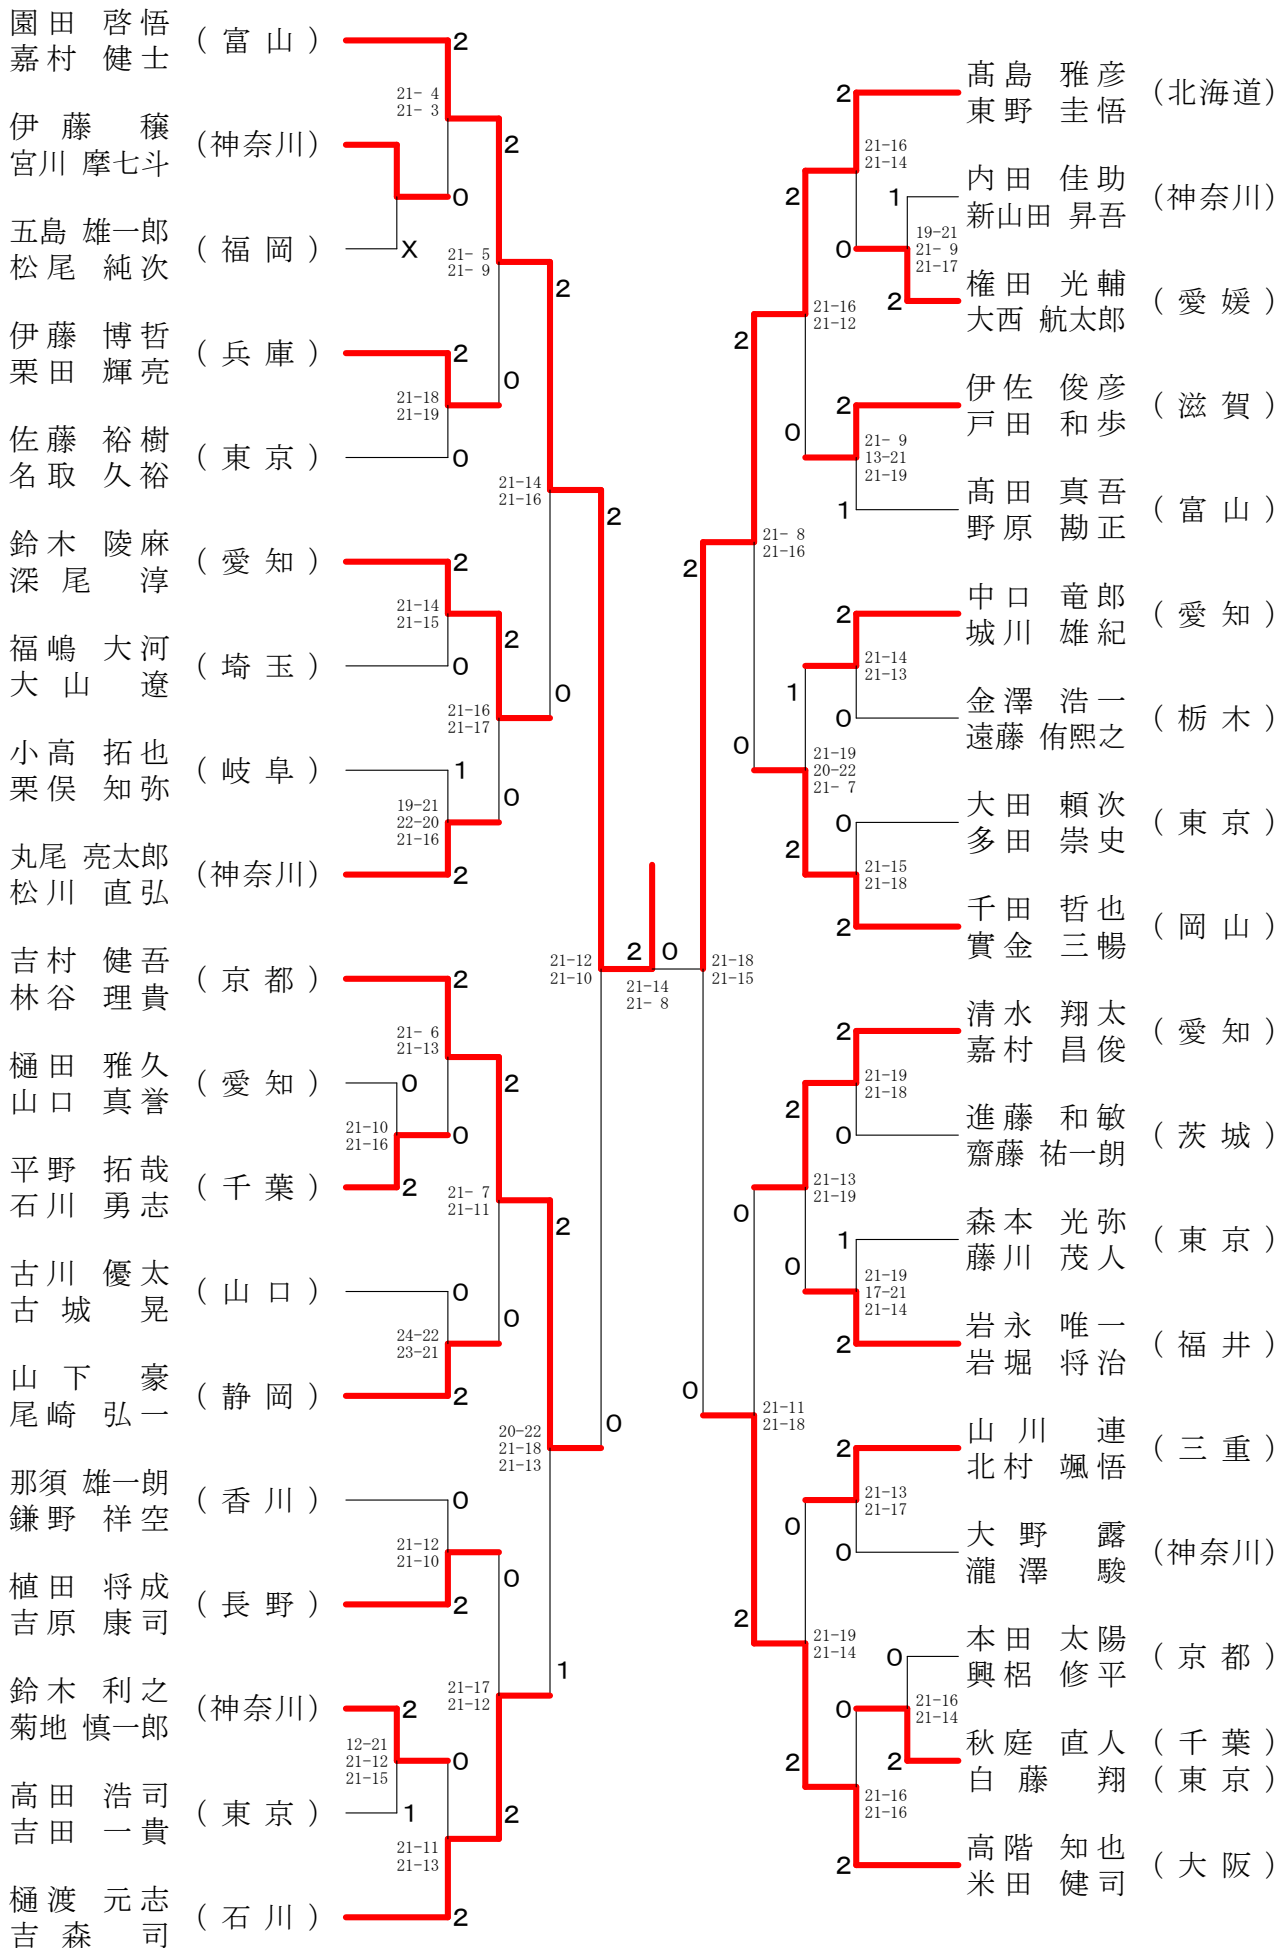 園田 啓悟
嘉村 健士
(富山)
2
21- 4
21- 3
2
伊藤 穣
宮川 摩七斗
(神奈川)
0
五島 雄一郎
松尾 純次
(福岡)
X
21- 5
21- 9
2
伊藤 博哲
栗田 輝亮
(兵庫)
2
0
21-18
21-19
佐藤 裕樹
名取 久裕
(東京)
0
21-14
21-16
2
鈴木 陵麻
深尾 淳
(愛知)
2
21-14
21-15
2
福嶋 大河
大山 遼
(埼玉)
0
0
21-16
21-17
小高 拓也
栗俣 知弥
(岐阜)
1
0
19-21
22-20
21-16
丸尾 亮太郎
松川 直弘
(神奈川)
2
吉村 健吾
林谷 理貴
(京都)
2
21-12
21-10
21- 6
21-13
2
樋田 雅久
山口 真誉
(愛知)
0
21-10
21-16
0
平野 拓哉
石川 勇志
(千葉)
2
21- 7
21-11
2
古川 優太
古城 晃
(山口)
0
0
24-22
23-21
山下 豪
尾崎 弘一
(静岡)
2
20-22
21-18
21-13
0
那須 雄一朗
鎌野 祥空
(香川)
0
21-12
21-10
0
植田 将成
吉原 康司
(長野)
2
21-17
21-12
1
鈴木 利之
菊地 慎一郎
(神奈川)
2
12-21
21-12
21-15
0
高田 浩司
吉田 一貴
(東京)
1
2
21-11
21-13
樋渡 元志
吉森 司
(石川)
2
2 0
21-14
21- 8
髙島 雅彦
東野 圭悟
(北海道)
2
21-16
21-14
2
内田 佳助
新山田 昇吾
(神奈川)
1
19-21
21- 9
21-17
0
権田 光輔
大西 航太郎
(愛媛)
2
21-16
21-12
2
伊佐 俊彦
戸田 和歩
(滋賀)
2
0
21- 9
13-21
21-19
髙田 真吾
野原 勘正
(富山)
1
21- 8
21-16
2
中口 竜郎
城川 雄紀
(愛知)
2
21-14
21-13
1
金澤 浩一
遠藤 侑熙之
(栃木)
0
0
21-19
20-22
21- 7
大田 頼次
多田 崇史
(東京)
0
2
21-15
21-18
千田 哲也
實金 三暢
(岡山)
2
21-18
21-15
清水 翔太
嘉村 昌俊
(愛知)
2
21-19
21-18
2
進藤 和敏
齋藤 祐一朗
(茨城)
0
21-13
21-19
0
森本 光弥
藤川 茂人
(東京)
1
0
21-19
17-21
21-14
岩永 唯一
岩堀 将治
(福井)
2
0
21-11
21-18
山川 連
北村 颯悟
(三重)
2
21-13
21-17
0
大野 露
瀧澤 駿
(神奈川)
0
2
21-19
21-14
本田 太陽
興梠 修平
(京都)
0
21-16
21-14
0
秋庭 直人
白藤 翔
(千葉)
(東京)
2
2
21-16
21-16
高階 知也
米田 健司
(大阪)
2